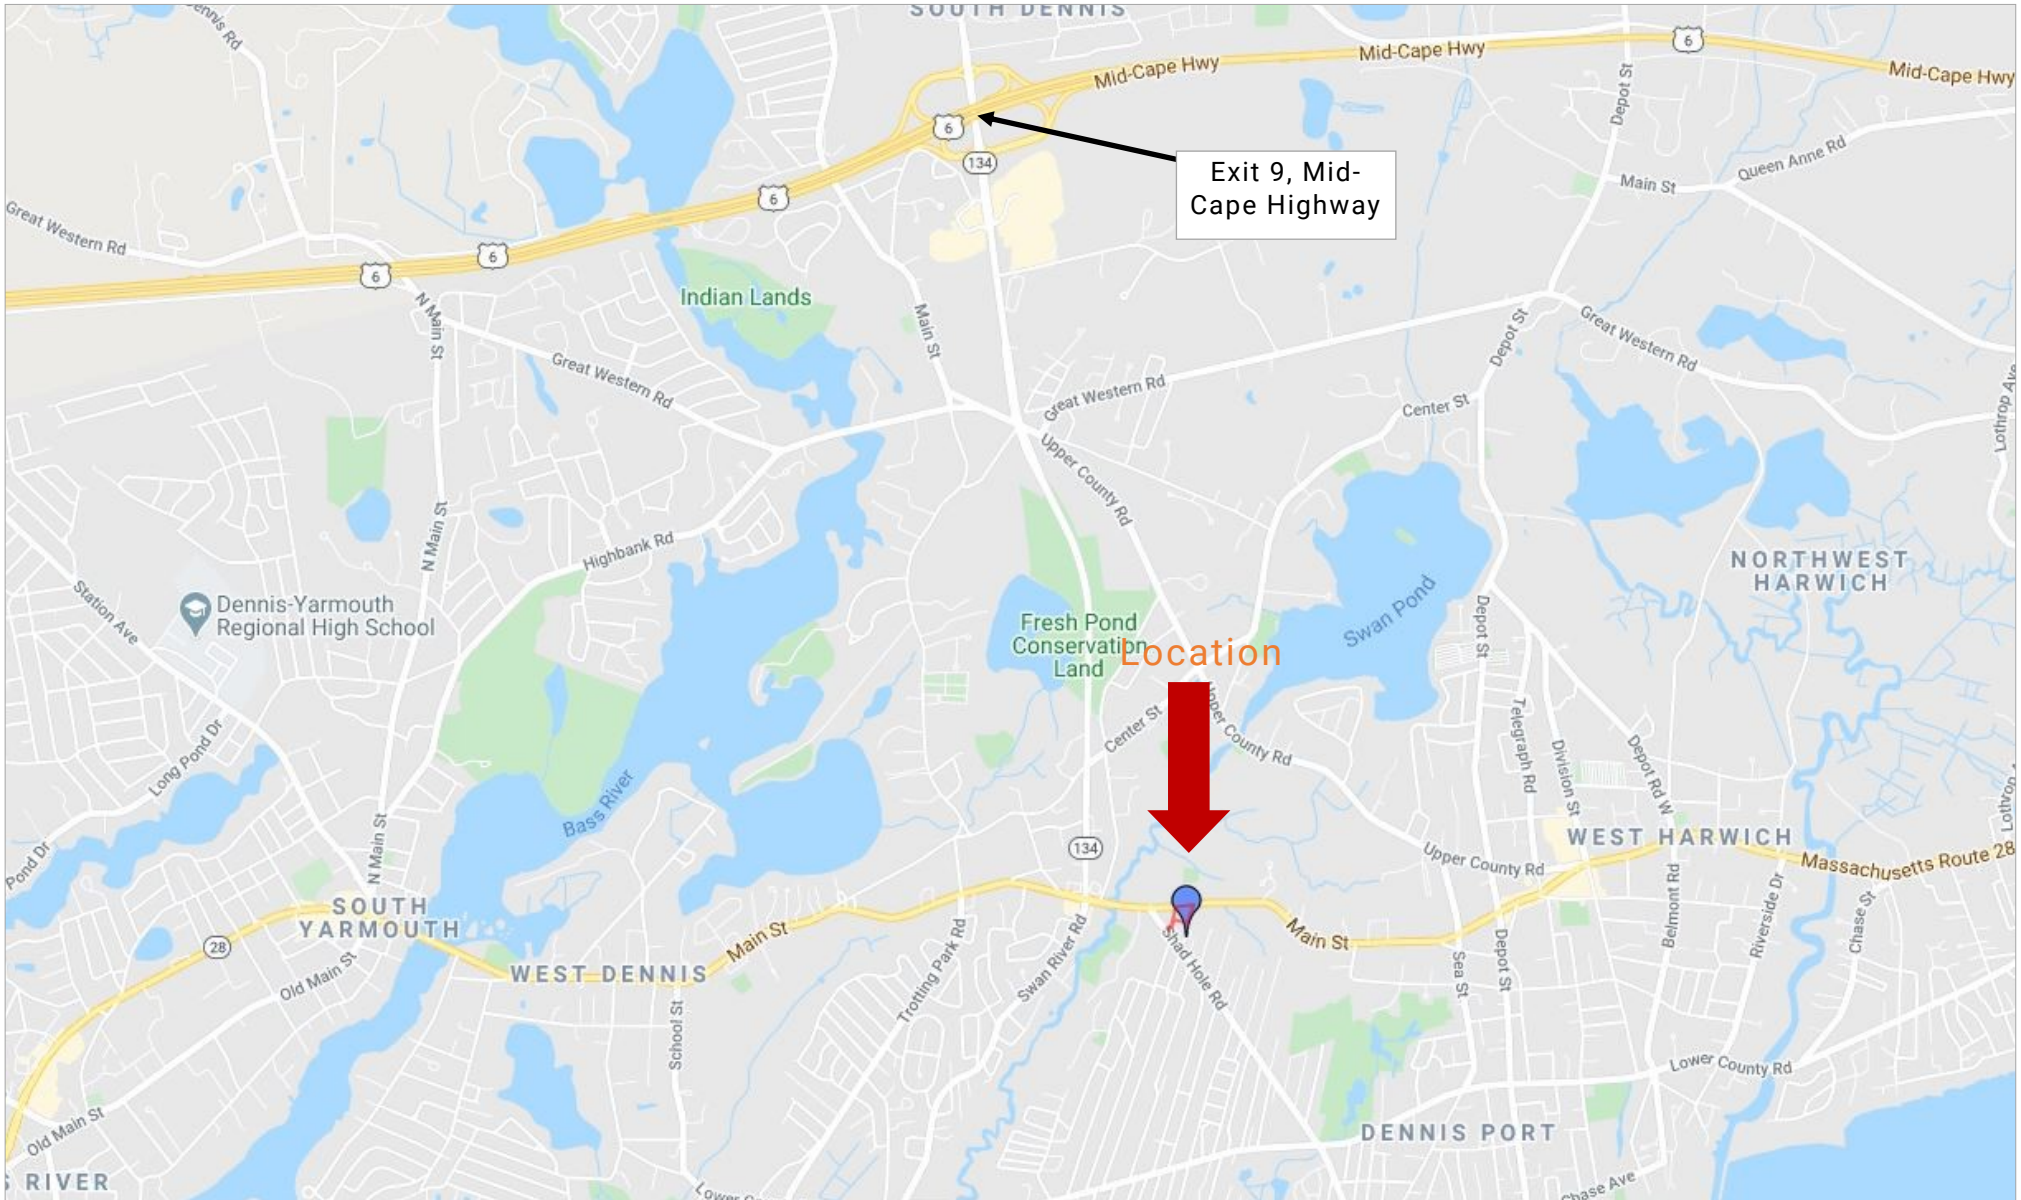 SOUTH DENNIS
Dennis Rd
6
Mid-Cape Hwy
Mid-Cape Hwy
Mid-Cape Hwy
6
134
Exit 9, Mid-
Cape Highway
Depot St
Queen Anne Rd
Main St
6
Great Western Rd
6
6
Indian Lands
N Main St
Main St
Great Western Rd
Great Western Rd
Depot St
Great Western Rd
Center St
Lothrop Ave
Upper County Rd
N Main St
Highbank Rd
Station Ave
Dennis-Yarmouth
Regional High School
NORTHWEST
HARWICH
Swan Pond
Depot St
Fresh Pond
Conservation
Land
Location
Center St
Upper County Rd
Telegraph Rd
Division St
Depot Rd W
Long Pond Dr
Bass River
N Main St
Pond Dr
134
WEST HARWICH
Upper County Rd
Massachusetts Route 28
Lothrop
Belmont Rd
Riverside Dr
Chase St
SOUTH
YARMOUTH
28
Main St
Main St
Shad Hole Rd
Swan River Rd
Trotting Park Rd
Old Main St
WEST DENNIS
Sea St
Depot St
School St
Lower County Rd
Old Main St
DENNIS PORT
S RIVER
Lower Co
Chase Ave